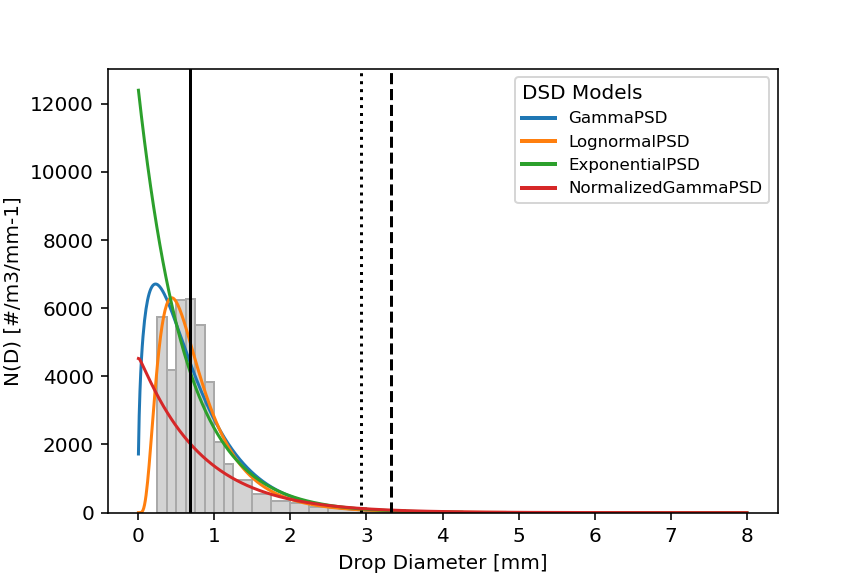 DSD Models
GammaPSD
LognormalPSD
ExponentialPSD
NormalizedGammaPSD
N(D) [#/m3/mm-1]
12000
10000
8000
6000
4000
2000
0
0 1 2 3 4 5 6 7 8
Drop Diameter [mm]